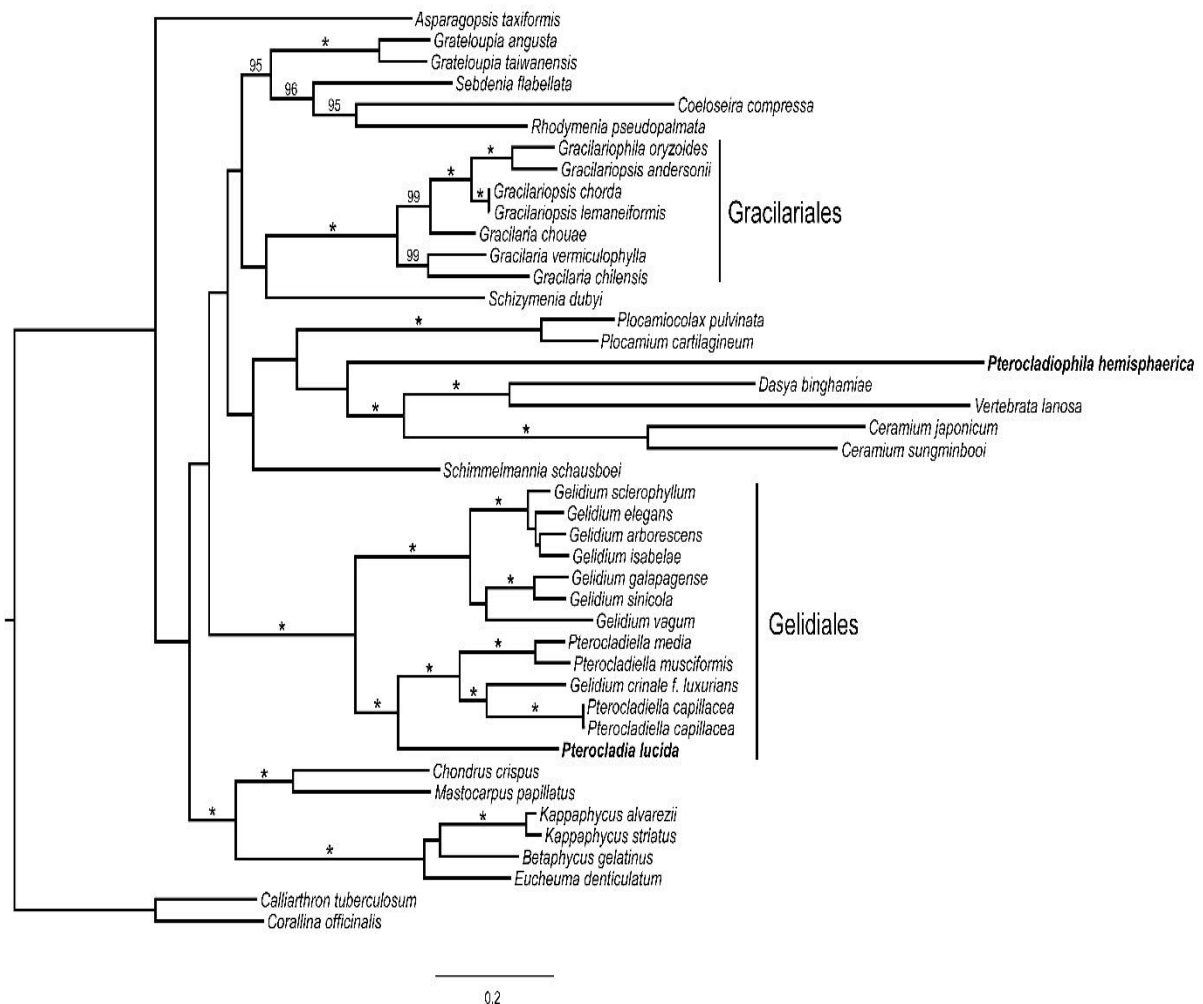 Asparagopsis taxiformis
*
Grateloupia angusta
95
Grateloupia taiwanensis
Sebdenia flabellata
96
95
Coeloseira compressa
Rhodymenia pseudopalmata
*
Gracilariophila oryzoides
*
Gracilariopsis andersonii
*
Gracilariopsis chorda
99
Gracilariopsis lemaneiformis
Gracilariales
*
Gracilaria chouae
99
Gracilaria vermiculophylla
Gracilaria chilensis
Schizymenia dubyi
*
Plocamiocolax pulvinata
Plocamium cartilagineum
Pterocladiophila hemisphaerica
*
Dasya binghamiae
*
Vertebrata lanosa
*
Ceramium japonicum
Ceramium sungminbooi
Schimmelmannia schausboei
*
Gelidium sclerophyllum
Gelidium elegans
Gelidium arborescens
*
Gelidium isabelae
*
Gelidium galapagense
Gelidium sinicola
Gelidium vagum
Gelidiales
*
*
Pterocladiella media
*
Pterocladiella musciformis
*
Gelidium crinale f. luxurians
*
*
Pterocladiella capillacea
Pterocladiella capillacea
Pterocladia lucida
*
Chondrus crispus
Mastocarpus papillatus
*
*
Kappaphycus alvarezii
Kappaphycus striatus
*
Betaphycus gelatinus
Eucheuma denticulatum
Calliarthron tuberculosum
Corallina officinalis
0.2